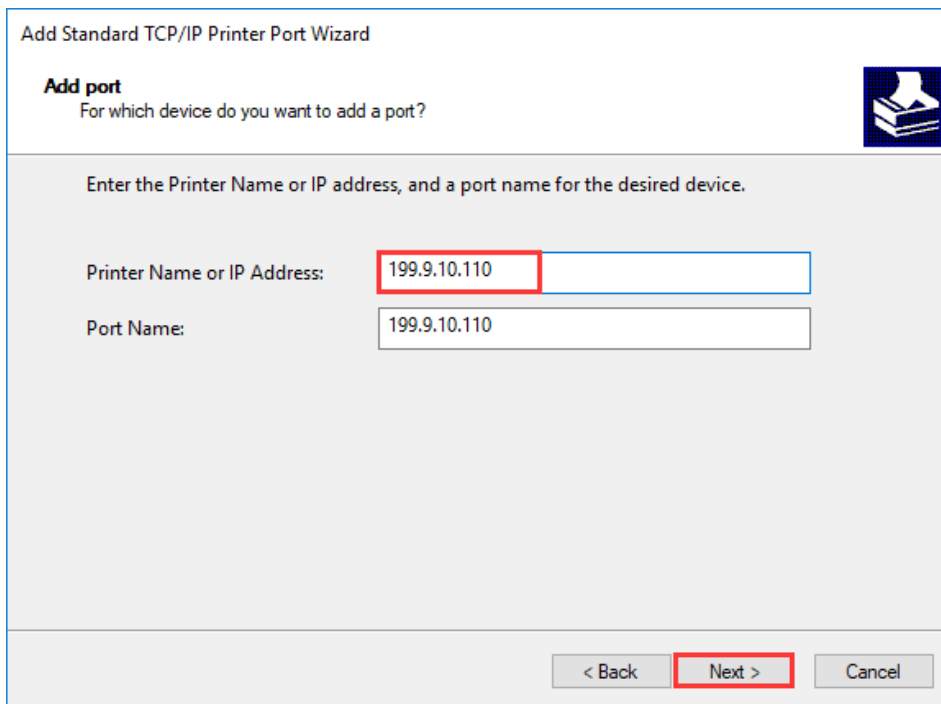 Add Standard TCP/IP Printer Port Wizard
Add port
For which device do you want to add a port?
Enter the Printer Name or IP address, and a port name for the desired device.
Printer Name or IP Address: 199.9.10.110
Port Name: 199.9.10.110
< Back Next > Cancel